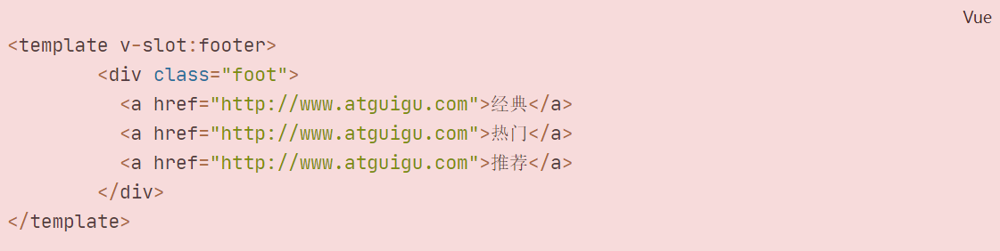 Vue
<template v-slot:footer>
        <div class="foot">
          <a href="http://www.atguigu.com">经典</a>
          <a href="http://www.atguigu.com">热门</a>
          <a href="http://www.atguigu.com">推荐</a>
        </div>
</template>